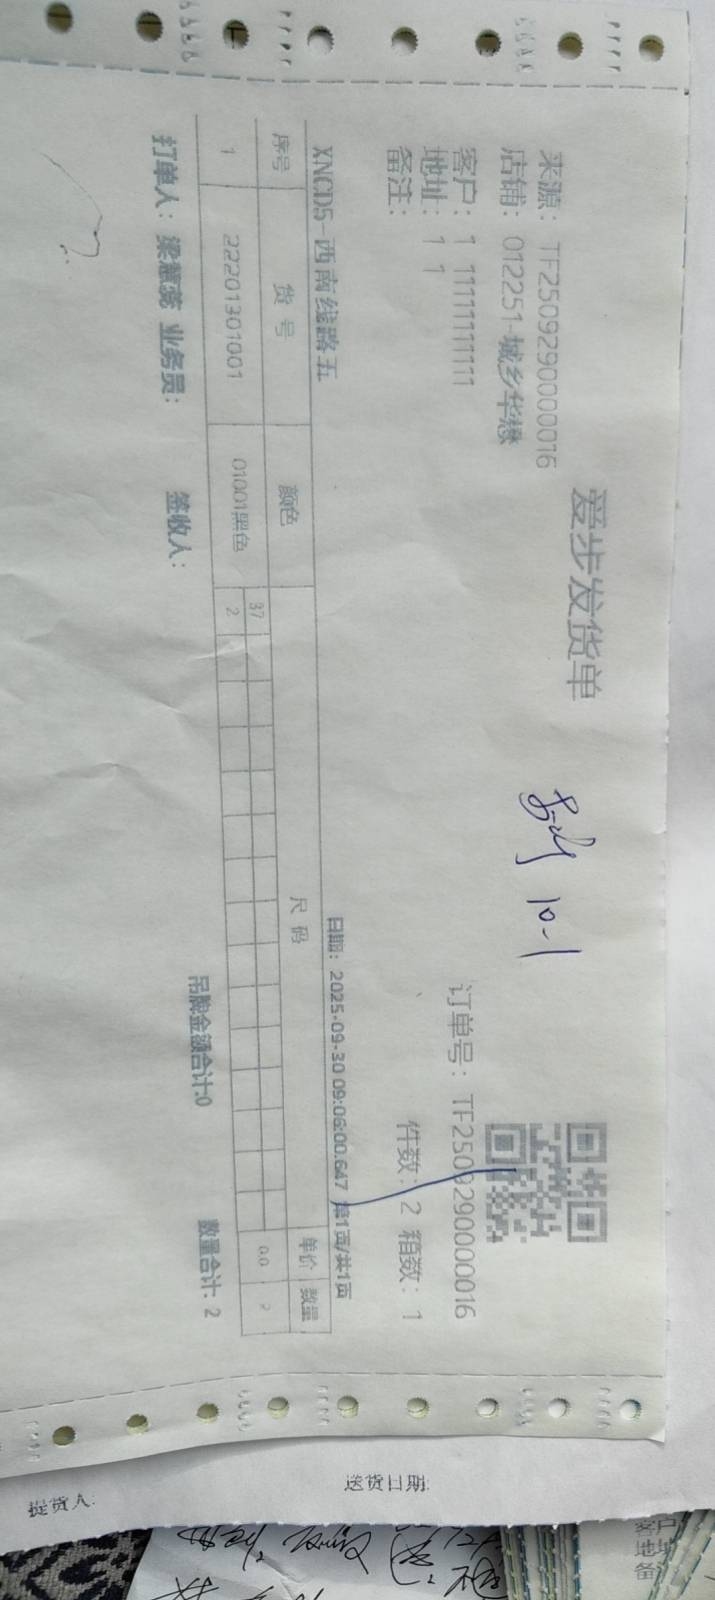 爱步发货单
来源：TF2509290000016
店铺：012251-城乡华懋
订单号：TF2509290000016
客户：1 11111111111
件数：2 箱数：1
地址：1 1
备注：
10-1
XNCD5-西南线路五
日期：2025-09-30 09:06:00.647 第1页/共1页
序号 货号 颜色 尺码 单价 数量
37
1 22201301001 01001黑色 2 0.0 2
吊牌金额合计:0 数量合计: 2
打单人：梁慧 业务员： 签收人：
送货日期:
提货人: